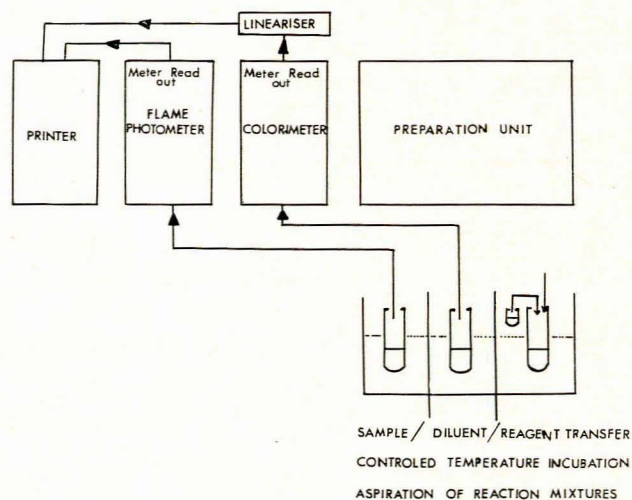 LINEARISER
Meter Read
out
Meter Read
out
PRINTER
FLAME
PHOTOMETER
COLORIMETER
PREPARATION UNIT
SAMPLE / DILUENT / REAGENT TRANSFER
CONTROLED TEMPERATURE INCUBATION
ASPIRATION OF REACTION MIXTURES